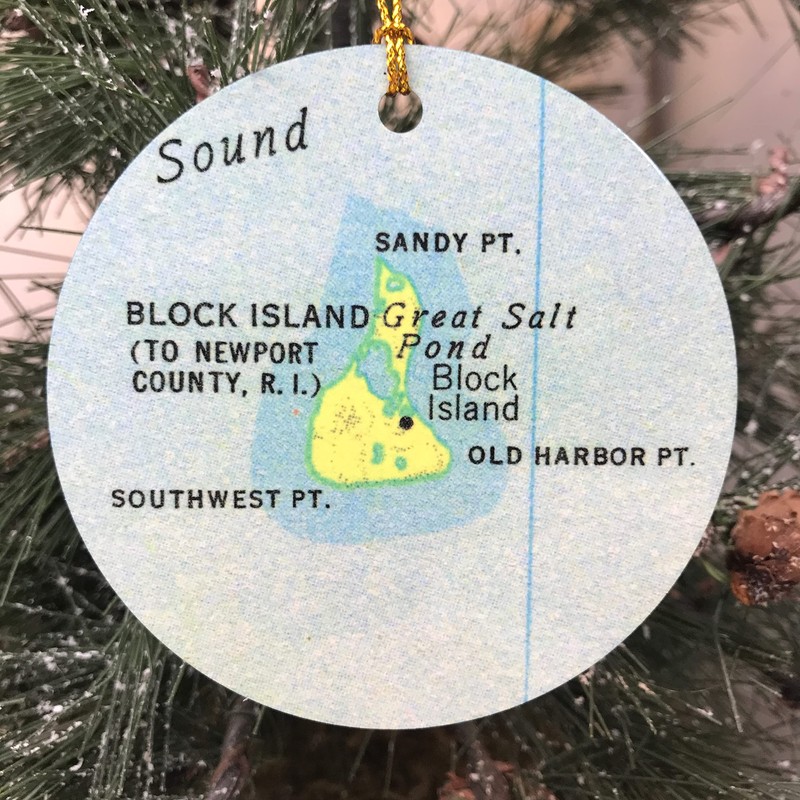 Sound
SANDY PT.
BLOCK ISLAND
(TO NEWPORT
COUNTY, R. I.)
Great Salt
Pond
Block
Island
OLD HARBOR PT.
SOUTHWEST PT.